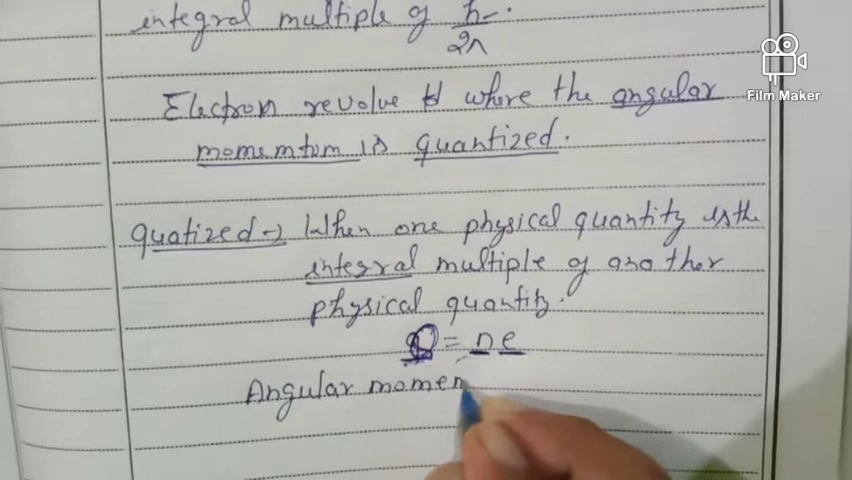 integral multiple of h/2π.
Film Maker
Electron revolve where the angular
momentum is quantized.
quatized → When one physical quantity is the
integral multiple of another
physical quantity.
Q = ne
Angular momen